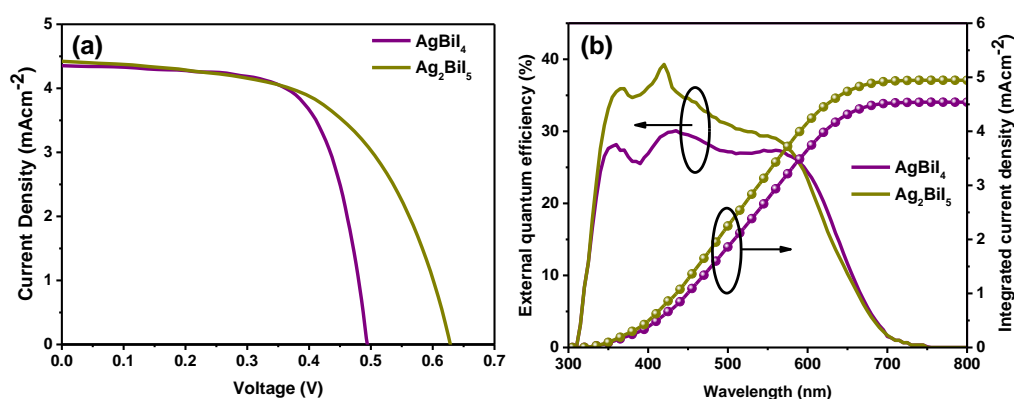 (a)
AgBiI4
Ag2BiI5
Current Density (mAcm-2)
5
4
3
2
1
0
0.0 0.1 0.2 0.3 0.4 0.5 0.6 0.7
Voltage (V)
(b)
AgBiI4
Ag2BiI5
External quantum efficiency (%)
40
30
20
10
0
300 400 500 600 700 800
Wavelength (nm)
6
5
4
3
2
1
0
Integrated current density (mAcm-2)